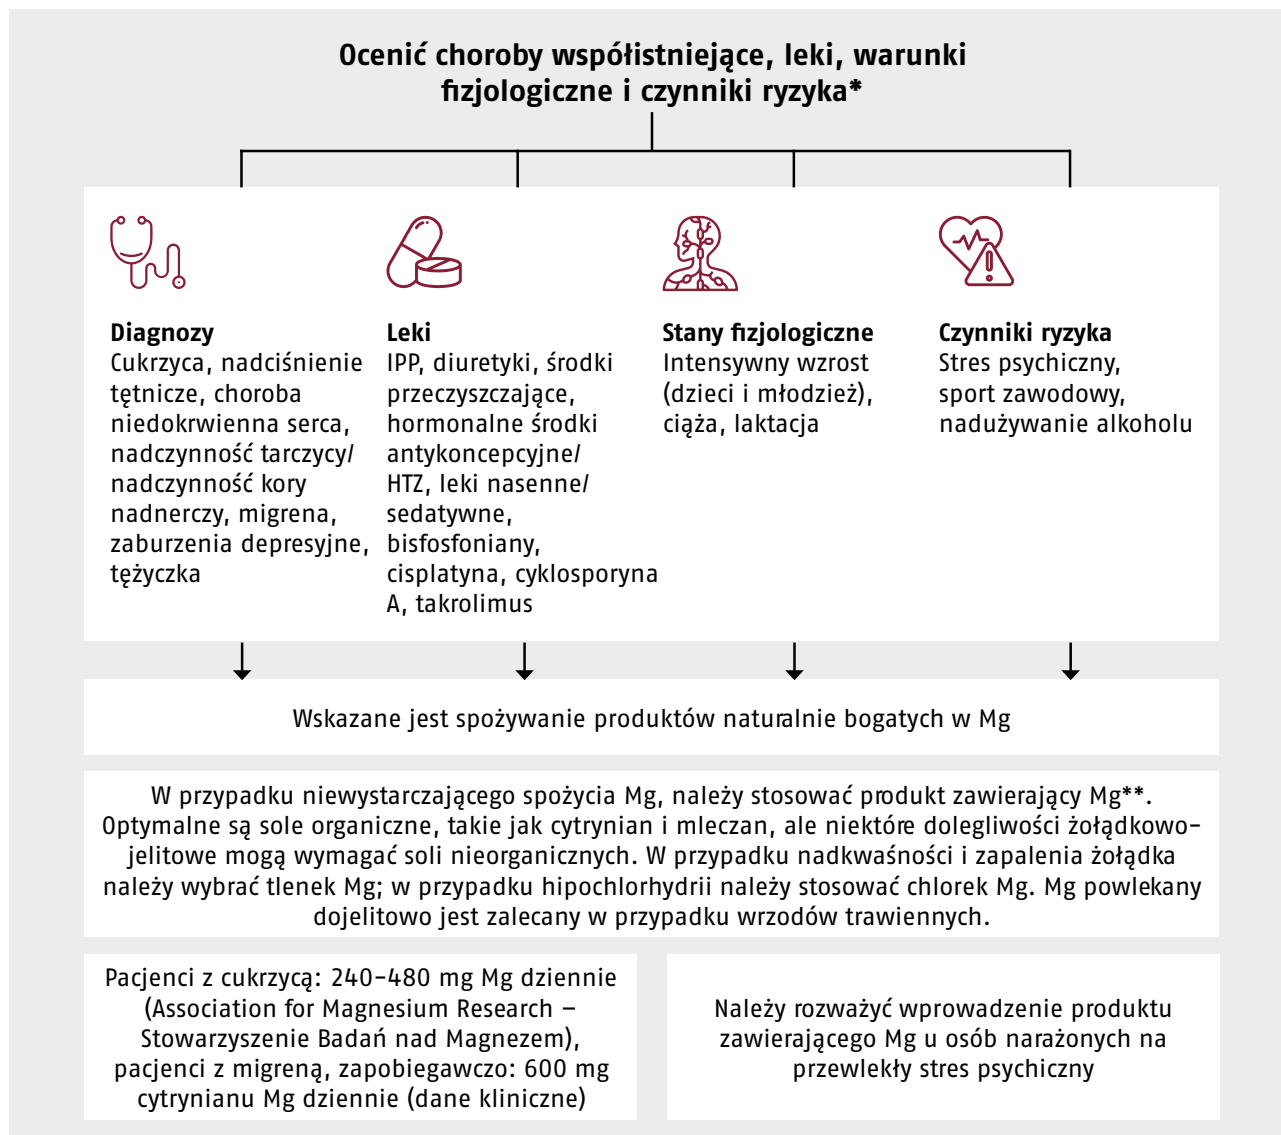 Ocenić choroby współistniejące, leki, warunki
fizjologiczne i czynniki ryzyka*
Diagnozy
Cukrzyca, nadciśnienie
tętnicze, choroba
niedokrwienna serca,
nadczynność tarczycy/
nadczynność kory
nadnerczy, migrena,
zaburzenia depresyjne,
tężyczka
Leki
IPP, diuretyki, środki
przeczyszczające,
hormonalne środki
antykoncepcyjne/
HTZ, leki nasenne/
sedatywne,
bisfosfoniany,
cisplatyna, cyklosporyna
A, takrolimus
Stany fizjologiczne
Intensywny wzrost
(dzieci i młodzież),
ciąża, laktacja
Czynniki ryzyka
Stres psychiczny,
sport zawodowy,
nadużywanie alkoholu
Wskazane jest spożywanie produktów naturalnie bogatych w Mg
W przypadku niewystarczającego spożycia Mg, należy stosować produkt zawierający Mg**.
Optymalne są sole organiczne, takie jak cytrynian i mleczan, ale niektóre dolegliwości żołądkowo-
jelitowe mogą wymagać soli nieorganicznych. W przypadku nadkwaśności i zapalenia żołądka
należy wybrać tlenek Mg; w przypadku hipochlorhydrii należy stosować chlorek Mg. Mg powlekany
dojelitowo jest zalecany w przypadku wrzodów trawiennych.
Pacjenci z cukrzycą: 240–480 mg Mg dziennie
(Association for Magnesium Research –
Stowarzyszenie Badań nad Magnezem),
pacjenci z migreną, zapobiegawczo: 600 mg
cytrynianu Mg dziennie (dane kliniczne)
Należy rozważyć wprowadzenie produktu
zawierającego Mg u osób narażonych na
przewlekły stres psychiczny